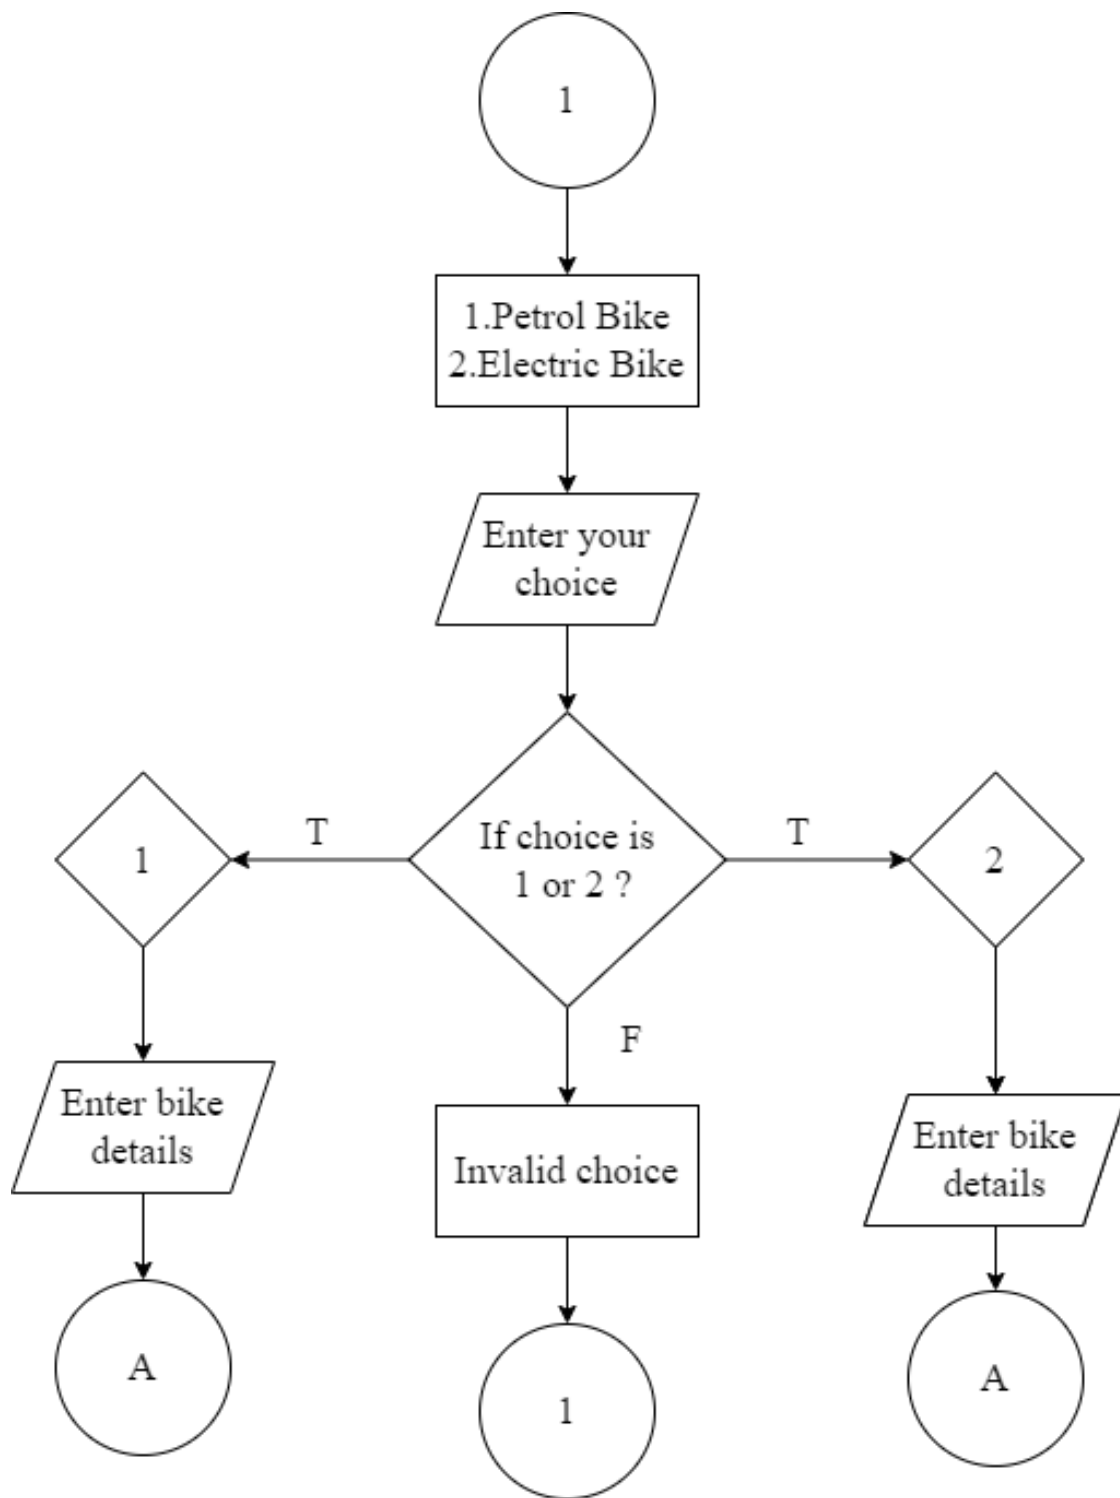 1
1.Petrol Bike
2.Electric Bike
Enter your
choice
If choice is
1 or 2 ?
T
T
1
2
F
Enter bike
details
Invalid choice
Enter bike
details
A
1
A